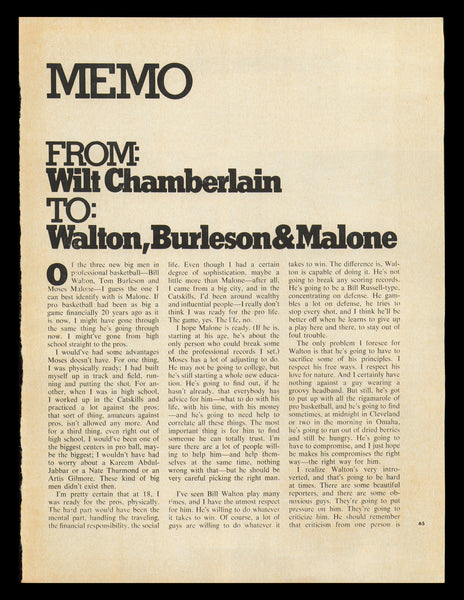 MEMO
FROM:
Wilt Chamberlain
TO:
Walton, Burleson & Malone
Of the three new big men in
professional basketball—Bill
Walton, Tom Burleson and
Moses Malone—I guess the one I
can best identify with is Malone. If
pro basketball had been as big a
game financially 20 years ago as it
is now, I might have gone through
the same thing he's going through
now. I might've gone from high
school straight to the pros.
I would've had some advantages
Moses doesn't have. For one thing,
I was physically ready; I had built
myself up in track and field, run-
ning and putting the shot. For an-
other, when I was in high school,
I worked up in the Catskills and
practiced a lot against the pros;
that sort of thing, amateurs against
pros, isn't allowed any more. And
for a third thing, even right out of
high school, I would've been one of
the biggest centers in pro ball, may-
be the biggest; I wouldn't have had
to worry about a Kareem Abdul-
Jabbar or a Nate Thurmond or an
Artis Gilmore. These kind of big
men didn't exist then.
I'm pretty certain that at 18, I
was ready for the pros, physically.
The hard part would have been the
mental part, handling the traveling,
the financial responsibility, the social
life. Even though I had a certain
degree of sophistication, maybe a
little more than Malone—after all,
I came from a big city, and in the
Catskills, I'd been around wealthy
and influential people—I really don't
think I was ready for the pro life.
The game, yes. The life, no.
I hope Malone is ready. (If he is,
starting at his age, he's about the
only person who could break some
of the professional records I set.)
Moses has a lot of adjusting to do.
He may not be going to college, but
he's still starting a whole new educa-
tion. He's going to find out, if he
hasn't already, that everybody has
advice for him—what to do with his
life, with his time, with his money
—and he's going to need help to
correlate all these things. The most
important thing is for him to find
someone he can totally trust. I'm
sure there are a lot of people will-
ing to help him—and help them-
selves at the same time, nothing
wrong with that—but he should be
very careful picking the right man.
I've seen Bill Walton play many
times, and I have the utmost respect
for him. He's willing to do whatever
it takes to win. Of course, a lot of
guys are willing to do whatever it
takes to win. The difference is, Wal-
ton is capable of doing it. He's not
going to break any scoring records.
He's going to be a Bill Russell-type,
concentrating on defense. He gam-
bles a lot on defense, he tries to
stop every shot, and I think he'll be
better off when he learns to give up
a play here and there, to stay out of
foul trouble.
The only problem I foresee for
Walton is that he's going to have to
sacrifice some of his principles. I
respect his free ways. I respect his
love for nature. And I certainly have
nothing against a guy wearing a
groovy headband. But still, he's got
to put up with all the rigamarole of
pro basketball, and he's going to find
sometimes, at midnight in Cleveland
or two in the morning in Omaha,
he's going to run out of dried berries
and still be hungry. He's going to
have to compromise, and I just hope
he makes his compromises the right
way—the right way for him.
I realize Walton's very intro-
verted, and that's going to be hard
at times. There are some beautiful
reporters, and there are some ob-
noxious guys. They're going to put
pressure on him. They're going to
criticize him. He should remember
that criticism from one person is
65